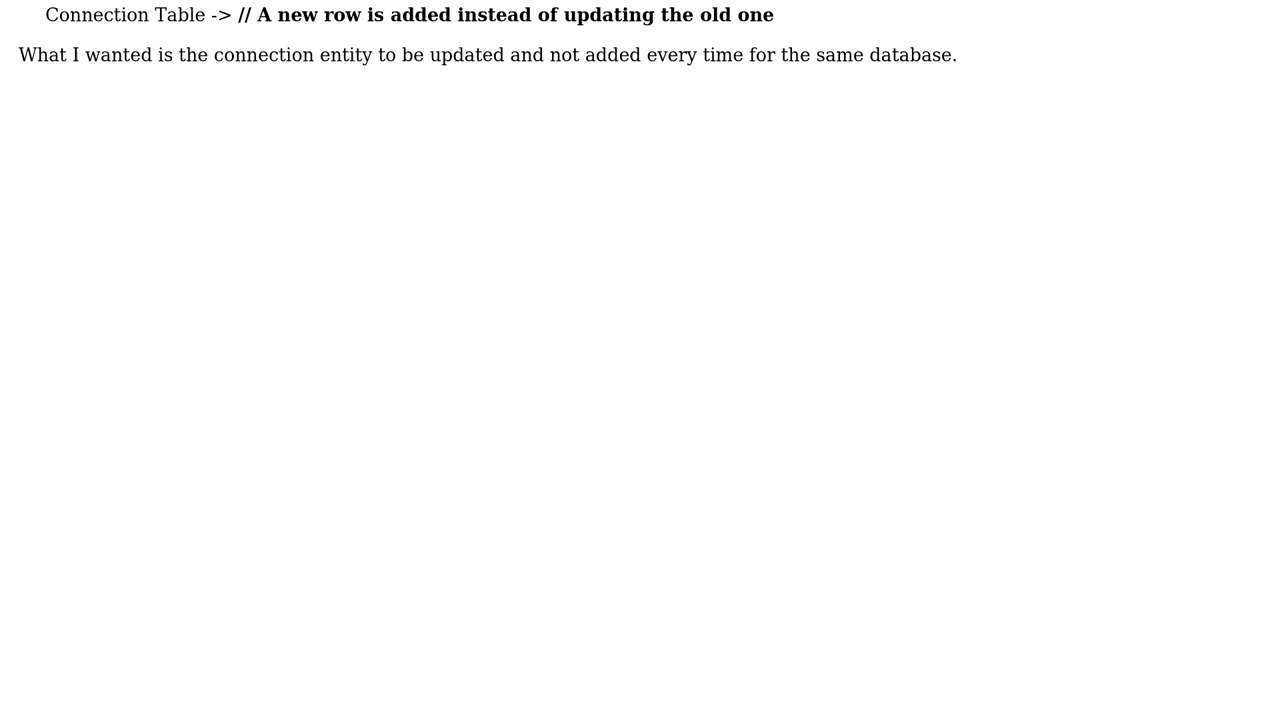 Connection Table -> // A new row is added instead of updating the old one
What I wanted is the connection entity to be updated and not added every time for the same database.